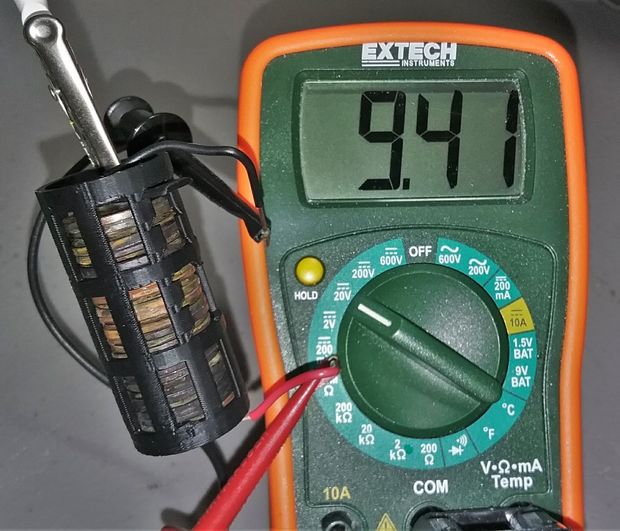 EXTECH
INSTRUMENTS
9.41
OFF
600V
200V
20V
2V
200
Ω
200
kΩ
20
kΩ
2
kΩ
200
Ω
°F
°C
9V
BAT
1.5V
BAT
10A
200
mA
200V
600V
HOLD
V•Ω•mA
Temp
COM
10A